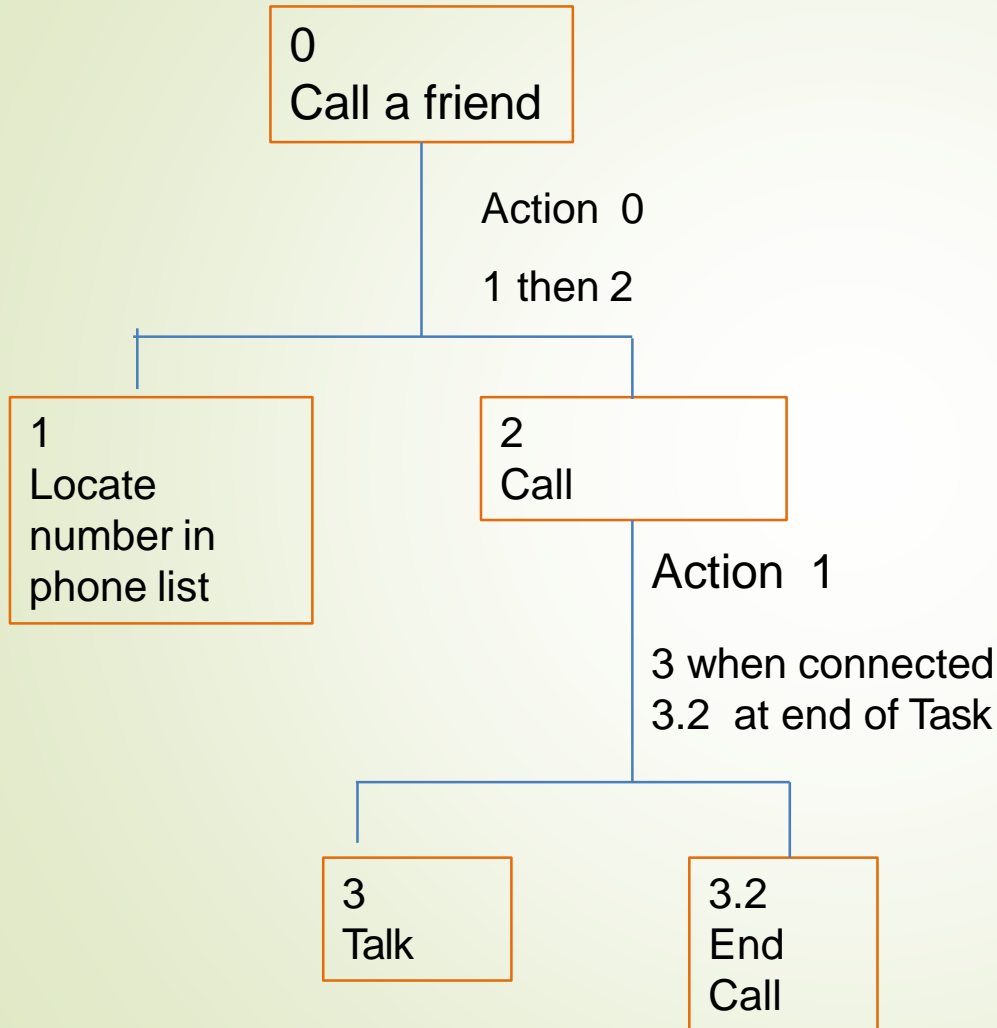 0
Call a friend
Action 0
1 then 2
1
Locate
number in
phone list
2
Call
Action 1
3 when connected
3.2 at end of Task
3
Talk
3.2
End
Call